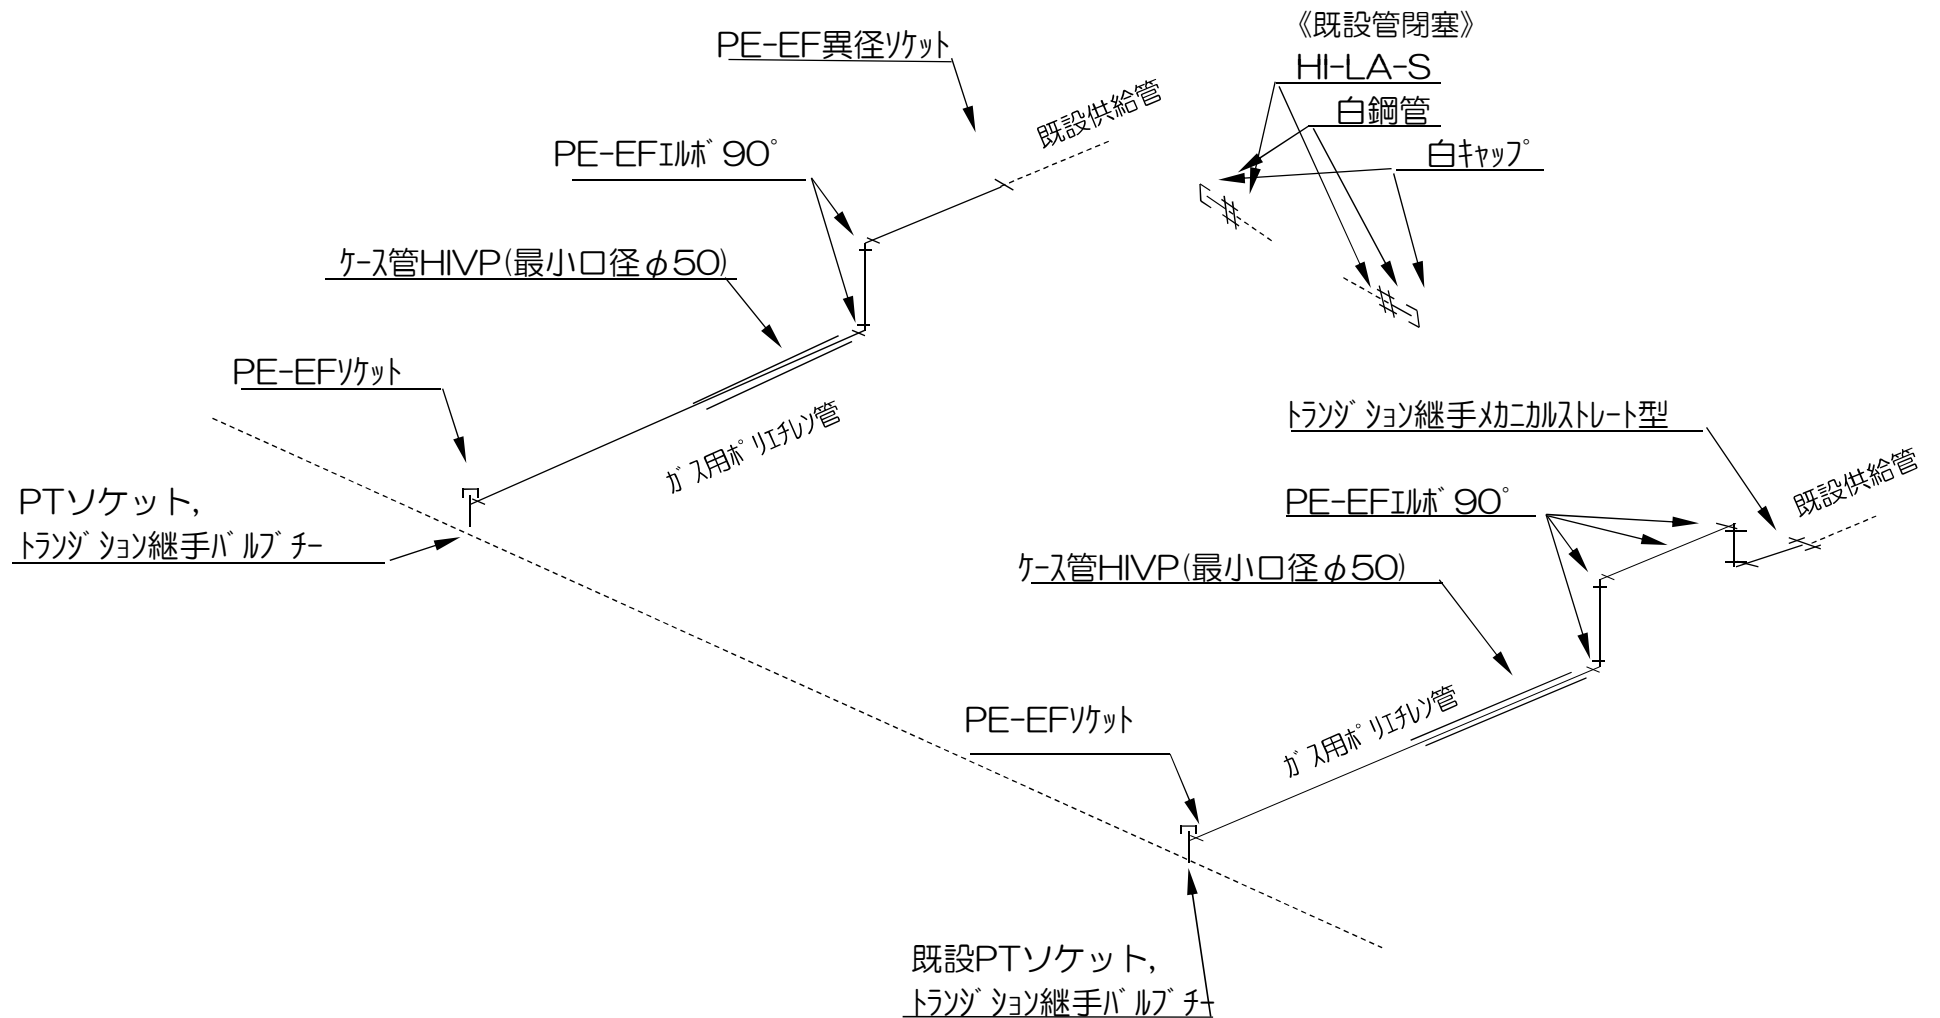 《既設管閉塞》
HI-LA-S
白鋼管
白ｷｬｯﾌﾟ
PE-EF異径ｿｹｯﾄ
既設供給管
PE-EFｴﾙﾎﾞ90°
ｹｰｽ管HIVP(最小口径φ50)
PE-EFｿｹｯﾄ
ｶﾞｽ用ﾎﾟﾘｴﾁﾚﾝ管
PTソケット,
ﾄﾗﾝｼﾞｼｮﾝ継手ﾊﾞﾙﾌﾞﾁｰ
ﾄﾗﾝｼﾞｼｮﾝ継手ﾒｶﾆｶﾙｽﾄﾚｰﾄ型
既設供給管
PE-EFｴﾙﾎﾞ90°
ｹｰｽ管HIVP(最小口径φ50)
PE-EFｿｹｯﾄ
ｶﾞｽ用ﾎﾟﾘｴﾁﾚﾝ管
既設PTソケット,
ﾄﾗﾝｼﾞｼｮﾝ継手ﾊﾞﾙﾌﾞﾁｰ